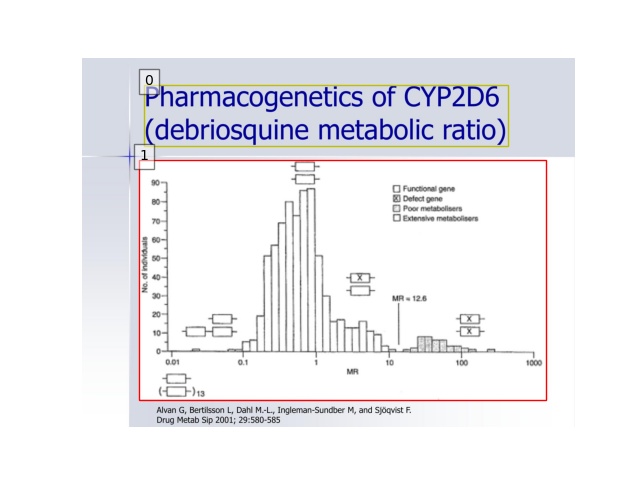 0
Pharmacogenetics of CYP2D6
(debriosquine metabolic ratio)
1
Functional gene
X Defect gene
Poor metabolisers
Extensive metabolisers
No. of individuals
90
80
70
60
50
40
30
20
10
0
X
MR = 12.6
X
X
0.01 0.1 1 10 100 1000
MR
( )13
Alvan G, Bertilsson L, Dahl M.-L., Ingleman-Sundber M, and Sjöqvist F.
Drug Metab Sip 2001; 29:580-585